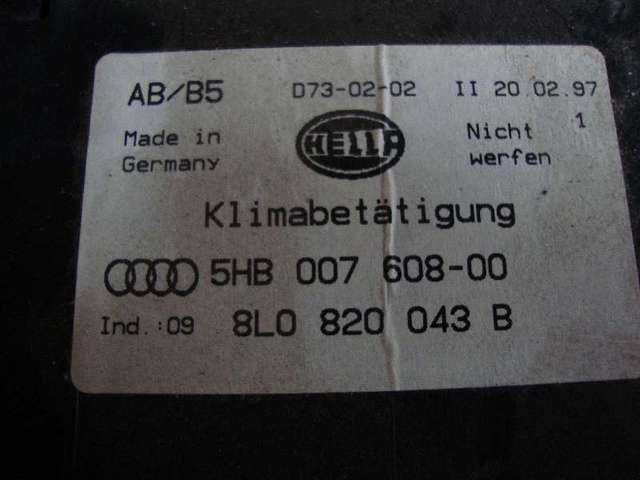 AB/B5 D73-02-02 II 20.02.97
Made in Germany HELLA Nicht 1 werfen
Klimabetätigung
5HB 007 608-00
Ind.:09 8L0 820 043 B